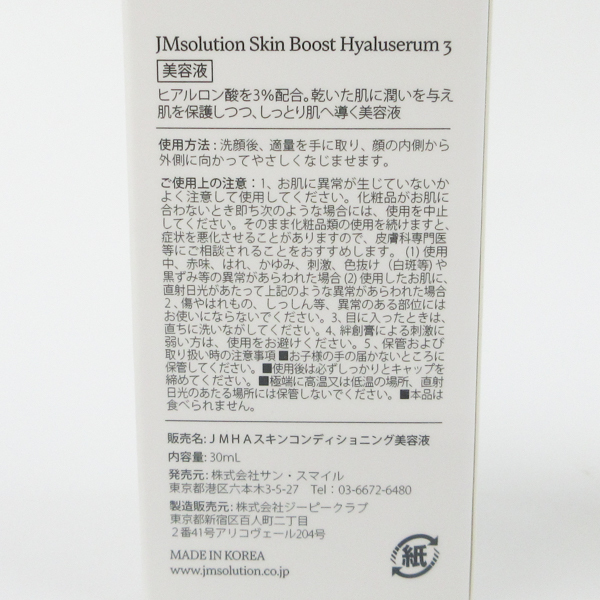 JMsolution Skin Boost Hyaluserum 3
美容液
ヒアルロン酸を3%配合。乾いた肌に潤いを与え
肌を保護しつつ、しっとり肌へ導く美容液
使用方法：洗顔後、適量を手に取り、顔の内側から
外側に向かってやさしくなじませます。
ご使用上の注意：1、お肌に異常が生じていないか
よく注意して使用してください。化粧品がお肌に
合わないとき即ち次のような場合には、使用を中止
してください。そのまま化粧品類の使用を続けますと、
症状を悪化させることがありますので、皮膚科専門医
等にご相談されることをおすすめします。(1) 使用
中、赤味、はれ、かゆみ、刺激、色抜け（白斑等)や
黒ずみ等の異常があらわれた場合 (2) 使用したお肌に、
直射日光があたって上記のような異常があらわれた場合
2、傷やはれもの、しっしん等、異常のある部位には
お使いにならないでください。3、目に入ったときは、
直ちに洗いながしてください。4、絆創膏による刺激に
弱い方は、使用をお避けください。5、保管および
取り扱い時の注意事項 ■お子様の手の届かないところに
保管してください。■使用後は必ずしっかりとキャップを
締めてください。■極端に高温又は低温の場所、直射
日光のあたる場所には保管しないでください。■本品は
食べられません。
販売名：ＪＭＨＡスキンコンディショニング美容液
内容量：30mL
発売元：株式会社サン・スマイル
東京都港区六本木3-5-27 Tel：03-6672-6480
製造販売元：株式会社ジーピークラブ
東京都新宿区百人町二丁目
２番41号アリコヴェール204号
MADE IN KOREA
www.jmsolution.co.jp
紙